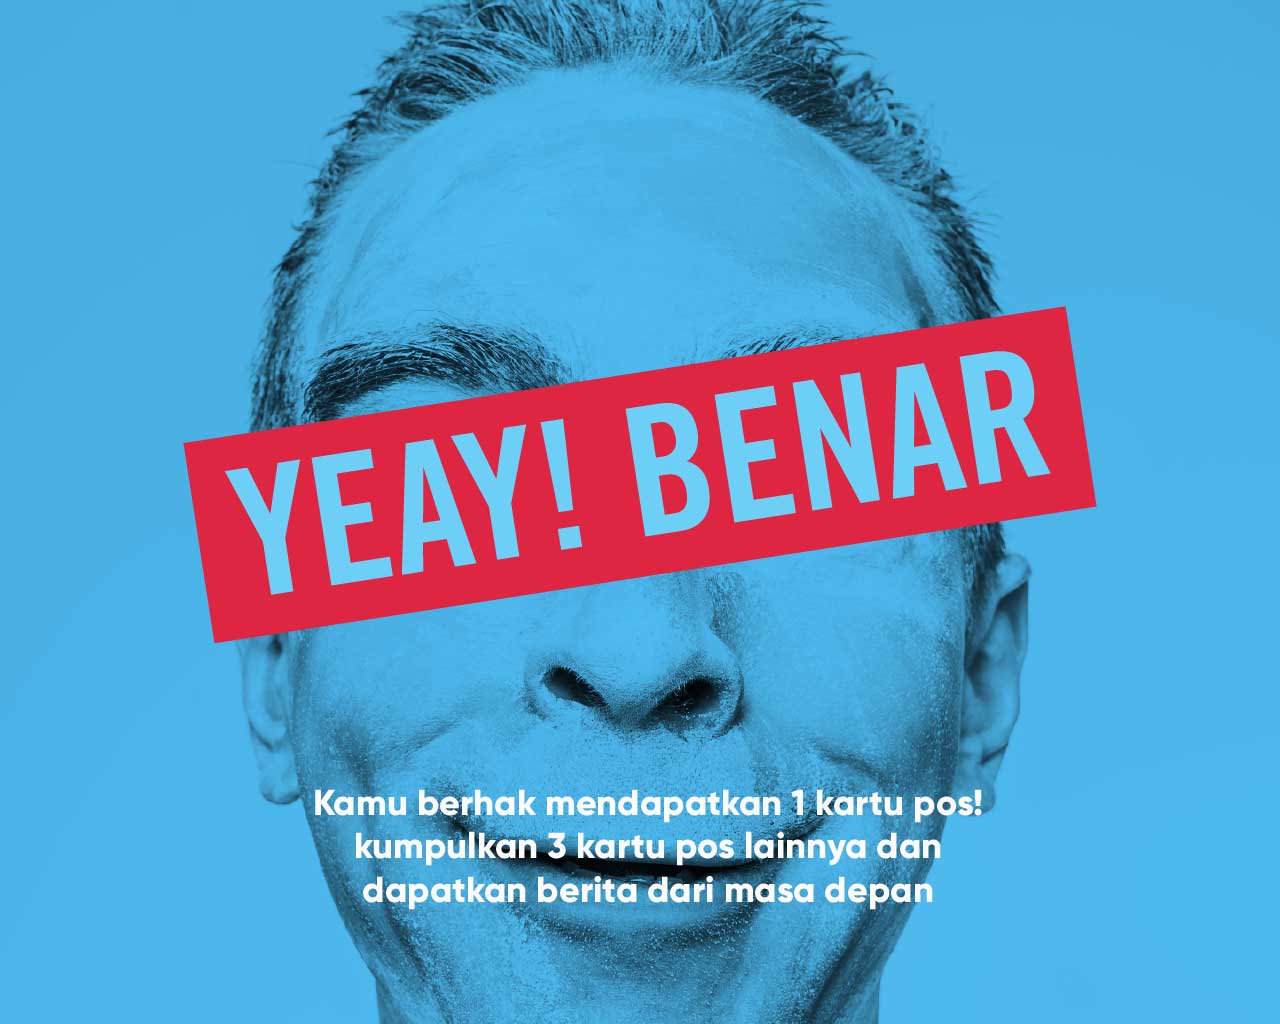 YEAY! BENAR
Kamu berhak mendapatkan 1 kartu pos!
kumpulkan 3 kartu pos lainnya dan
dapatkan berita dari masa depan